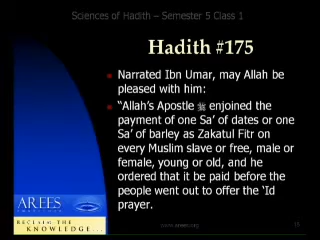 Sciences of Hadith – Semester 5 Class 1
Hadith #175
Narrated Ibn Umar, may Allah be
pleased with him:
“Allah’s Apostle ﷺ enjoined the
payment of one Sa’ of dates or one
Sa’ of barley as Zakatul Fitr on
every Muslim slave or free, male or
female, young or old, and he
ordered that it be paid before the
people went out to offer the ‘Id
prayer.
AREES
RECLAIM THE
KNOWLEDGE...
15